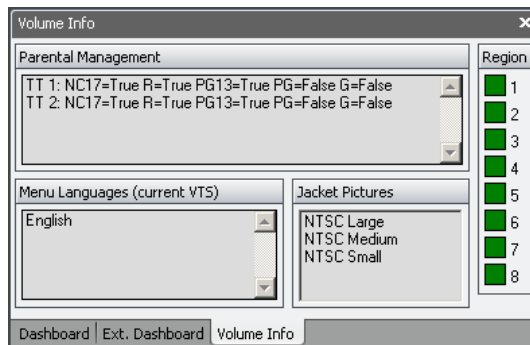 Volume Info
Parental Management
TT 1: NC17=True R=True PG13=True PG=False G=False
TT 2: NC17=True R=True PG13=True PG=False G=False
Region
1
2
3
4
5
6
7
8
Menu Languages (current VTS)
English
Jacket Pictures
NTSC Large
NTSC Medium
NTSC Small
Dashboard Ext. Dashboard Volume Info